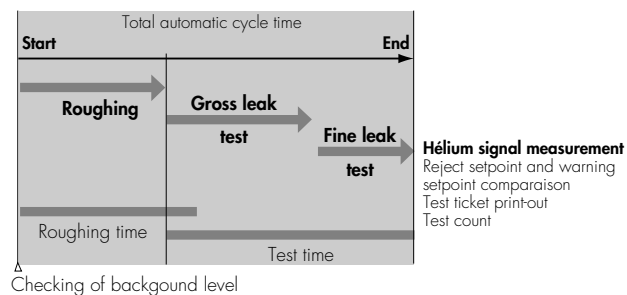 Total automatic cycle time
Start
End
Roughing
Gross leak
test
Fine leak
test
Hélium signal measurement
Reject setpoint and warning
setpoint comparaison
Test ticket print-out
Test count
Roughing time
Test time
Checking of backgound level